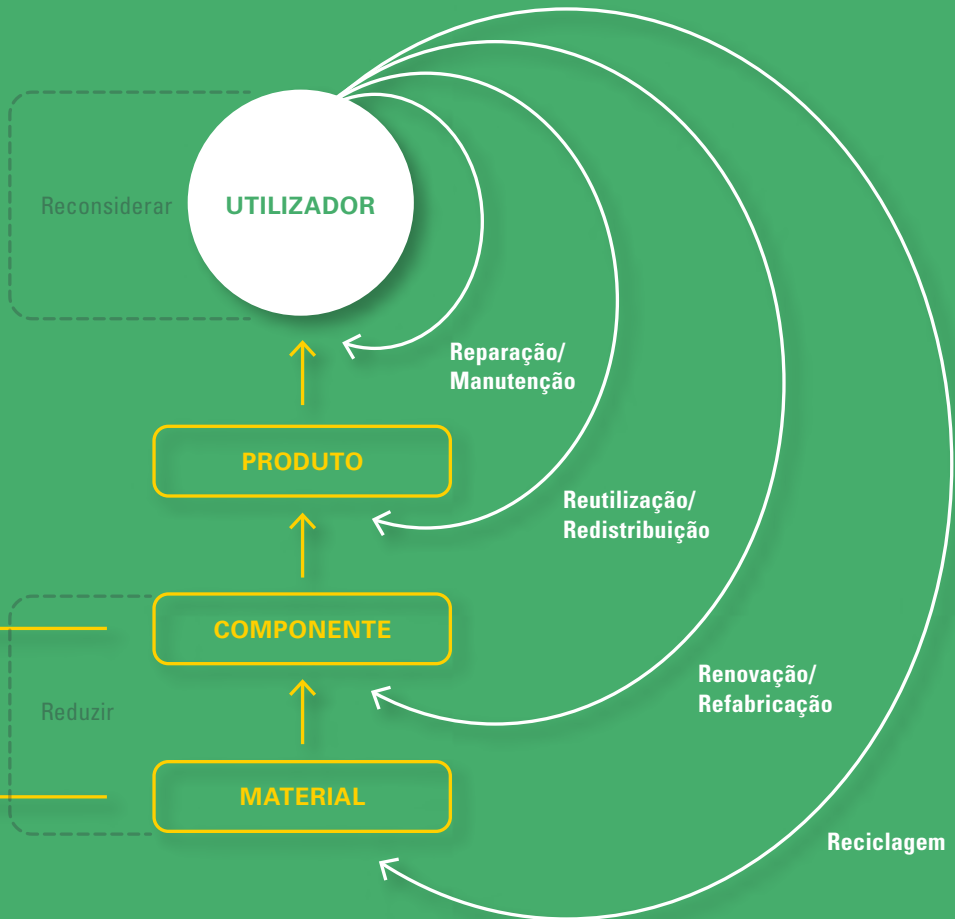 Reconsiderar
UTILIZADOR
Reparação/
Manutenção
PRODUTO
Reutilização/
Redistribuição
COMPONENTE
Renovação/
Refabricação
Reduzir
MATERIAL
Reciclagem